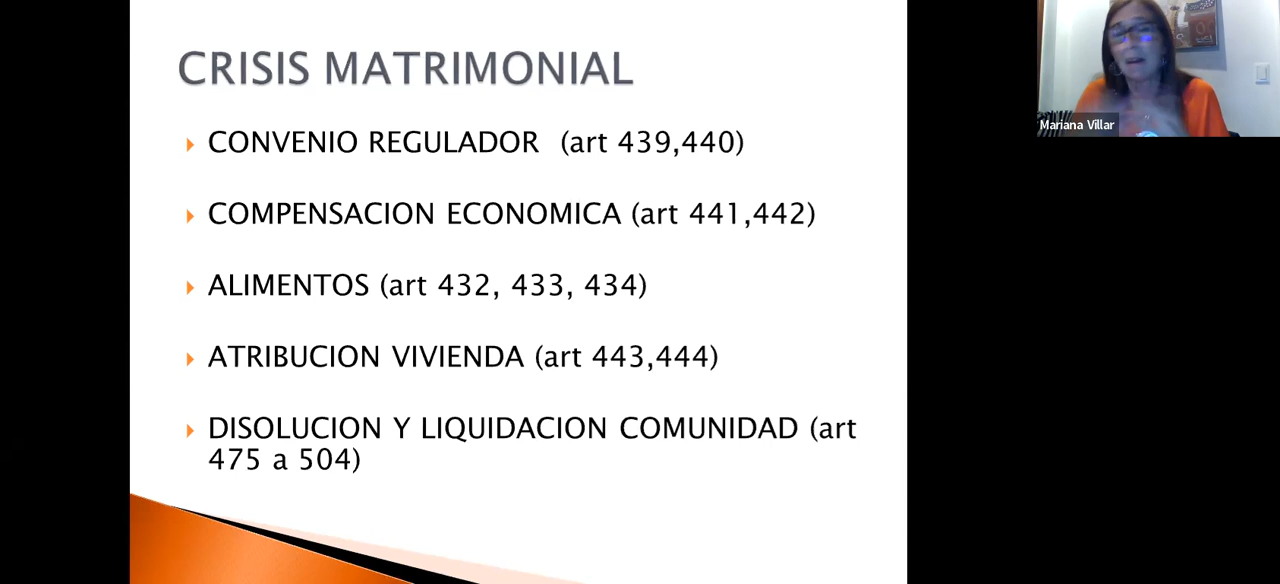 CRISIS MATRIMONIAL
CONVENIO REGULADOR (art 439,440)
COMPENSACION ECONOMICA (art 441,442)
ALIMENTOS (art 432, 433, 434)
ATRIBUCION VIVIENDA (art 443,444)
DISOLUCION Y LIQUIDACION COMUNIDAD (art
475 a 504)
Mariana Villar